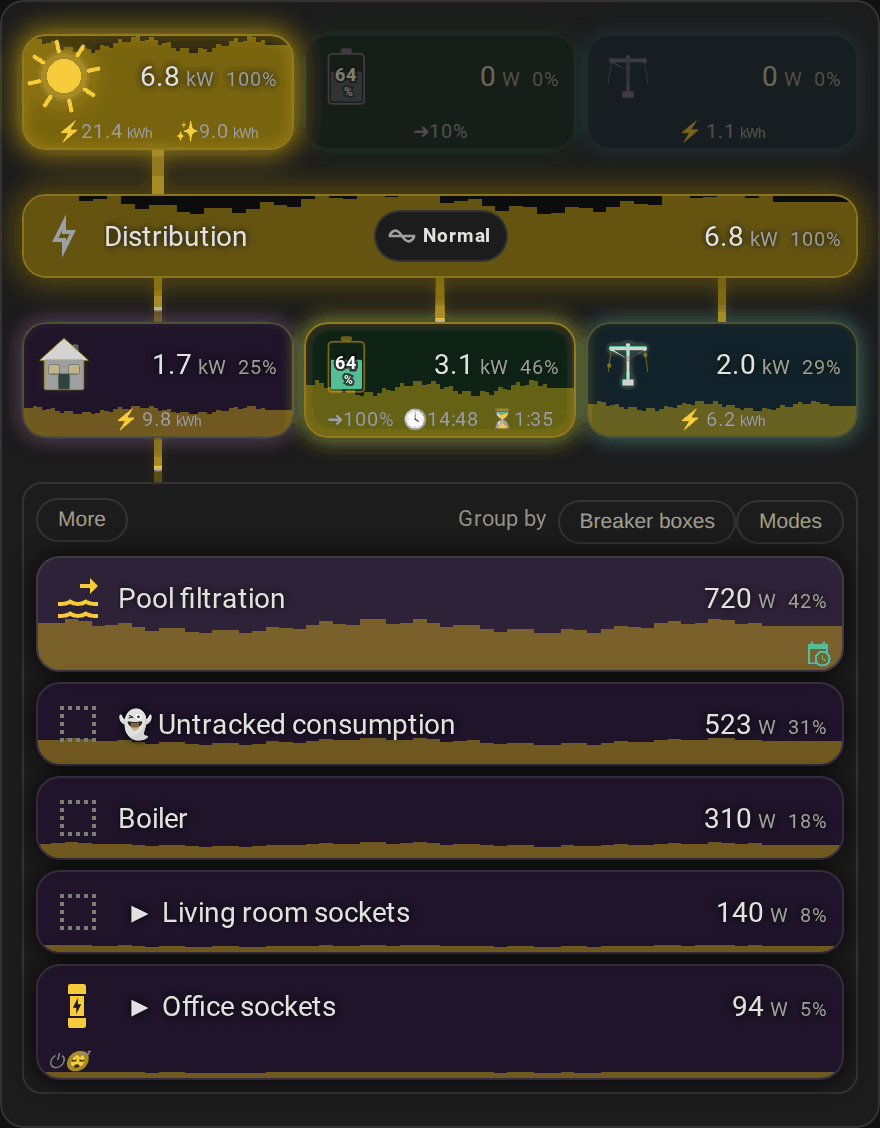 64
%
6.8 kW 100%
0 W 0%
0 W 0%
⚡21.4 kWh ✨9.0 kWh
➜10%
⚡ 1.1 kWh
Distribution Normal 6.8 kW 100%
64
%
1.7 kW 25%
3.1 kW 46%
2.0 kW 29%
⚡ 9.8 kWh
➜100% 🕓14:48 ⏳1:35
⚡ 6.2 kWh
More Group by Breaker boxes Modes
Pool filtration 720 W 42%
👻 Untracked consumption 523 W 31%
Boiler 310 W 18%
► Living room sockets 140 W 8%
► Office sockets 94 W 5%